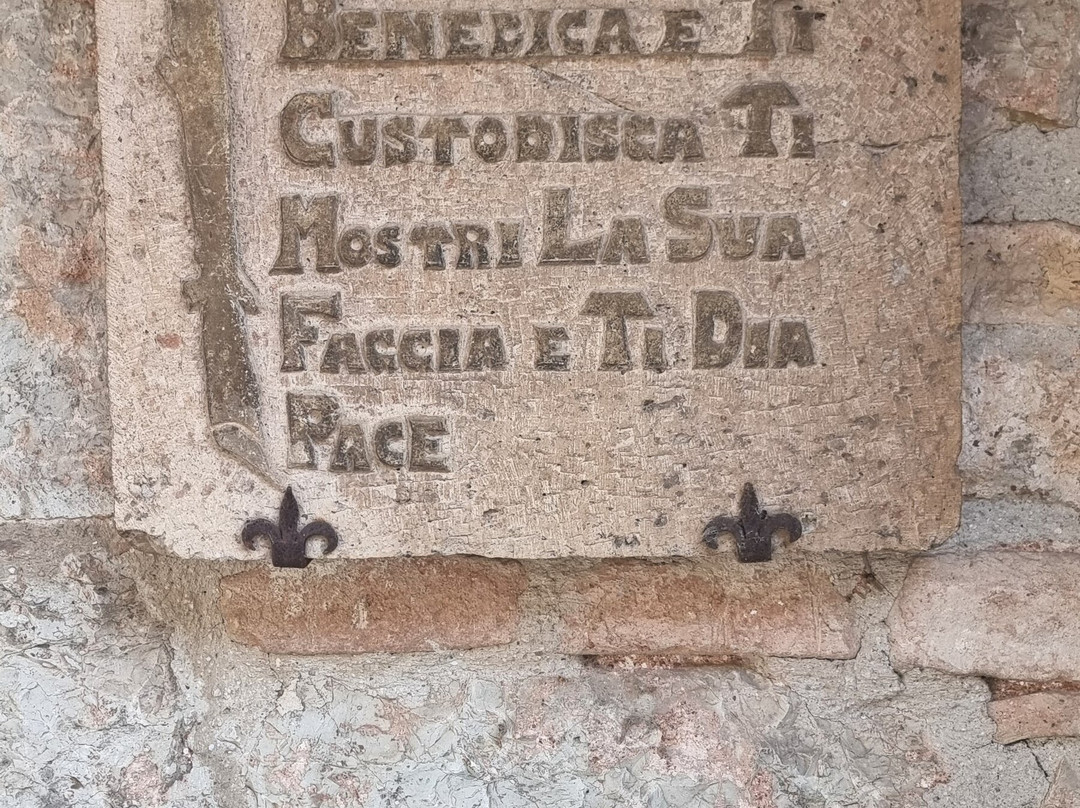 BENEDICA E TI
CUSTODISCA TI
MOSTRI LA SUA
FACCIA E TI DIA
PACE